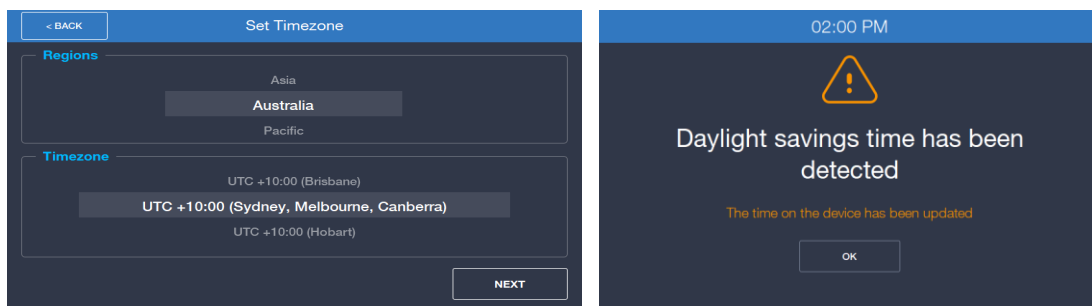 < BACK
Set Timezone
Regions
Asia
Australia
Pacific
Timezone
UTC +10:00 (Brisbane)
UTC +10:00 (Sydney, Melbourne, Canberra)
UTC +10:00 (Hobart)
NEXT
02:00 PM
Daylight savings time has been
detected
The time on the device has been updated
OK